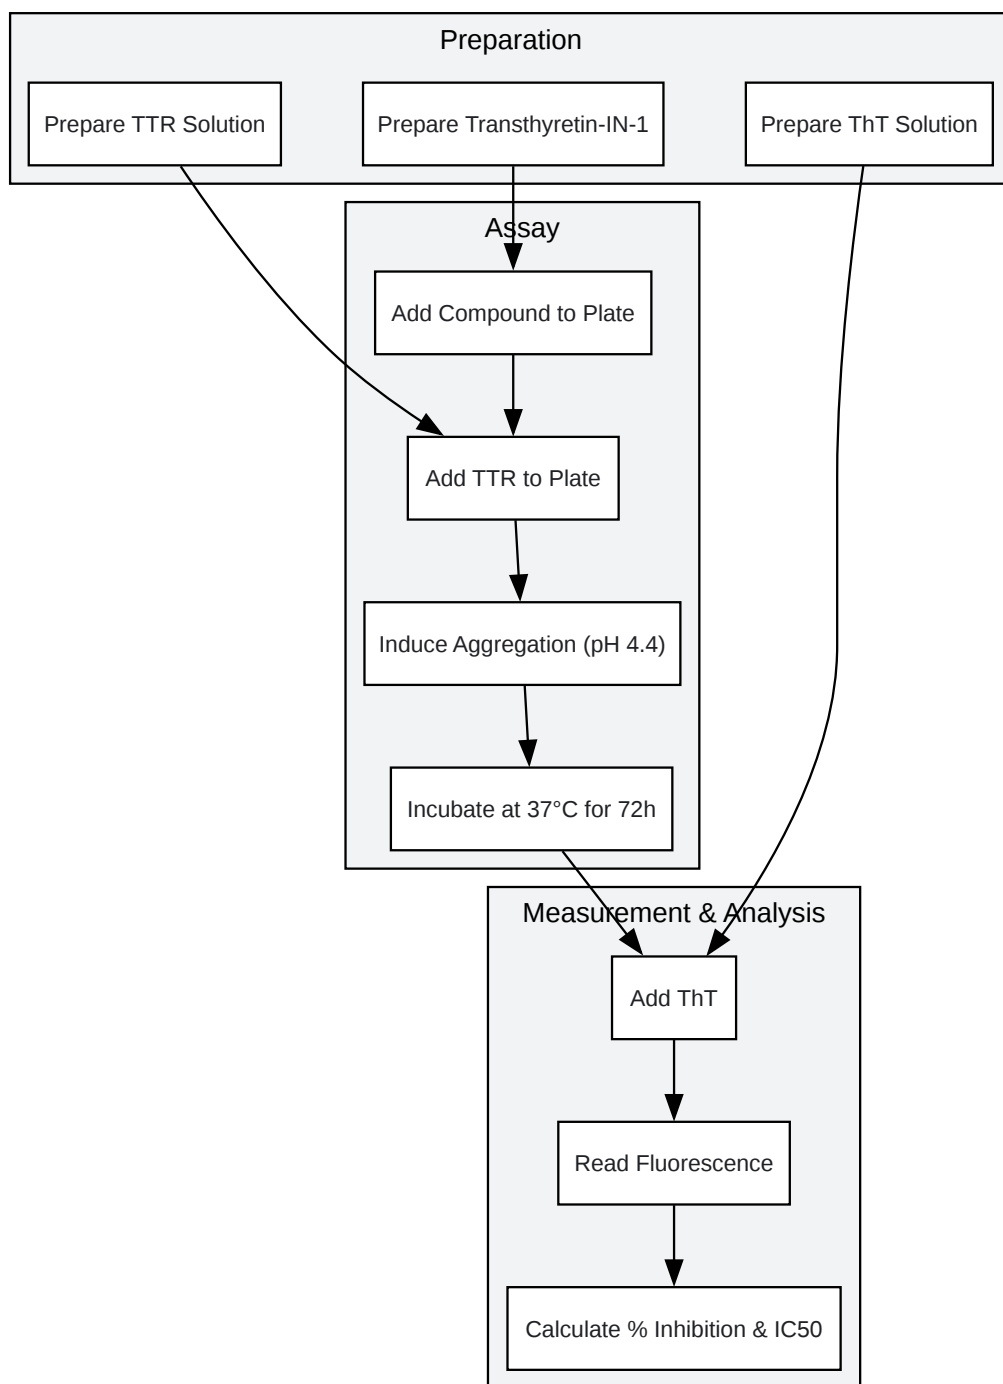 Preparation
Prepare TTR Solution
Prepare Transthyretin-IN-1
Prepare ThT Solution
Assay
Add Compound to Plate
Add TTR to Plate
Induce Aggregation (pH 4.4)
Incubate at 37°C for 72h
Measurement & Analysis
Add ThT
Read Fluorescence
Calculate % Inhibition & IC50